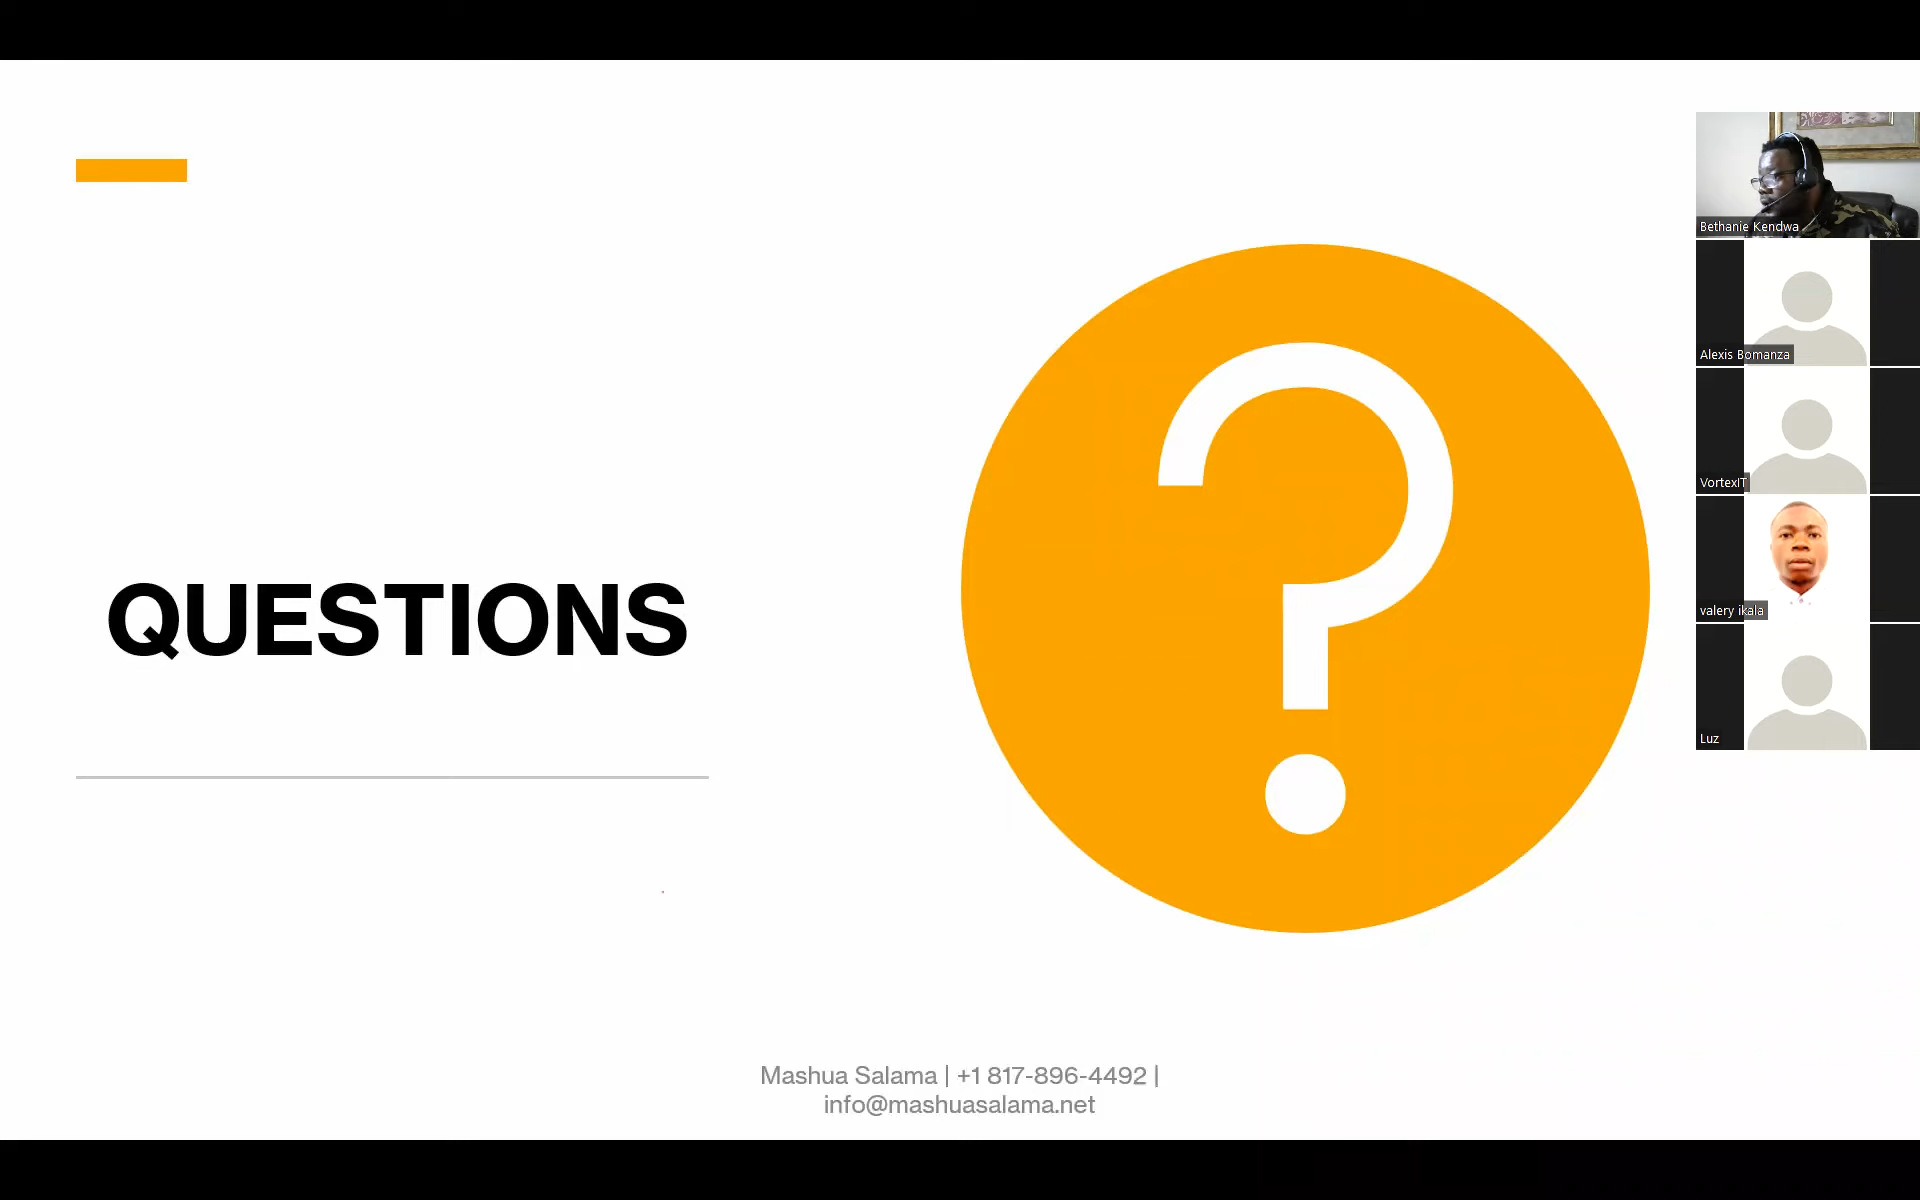 QUESTIONS
Mashua Salama | +1 817-896-4492 |
info@mashuasalama.net
Bethanie Kendwa
Alexis Bomanza
VortexIT
valery ikala
Luz